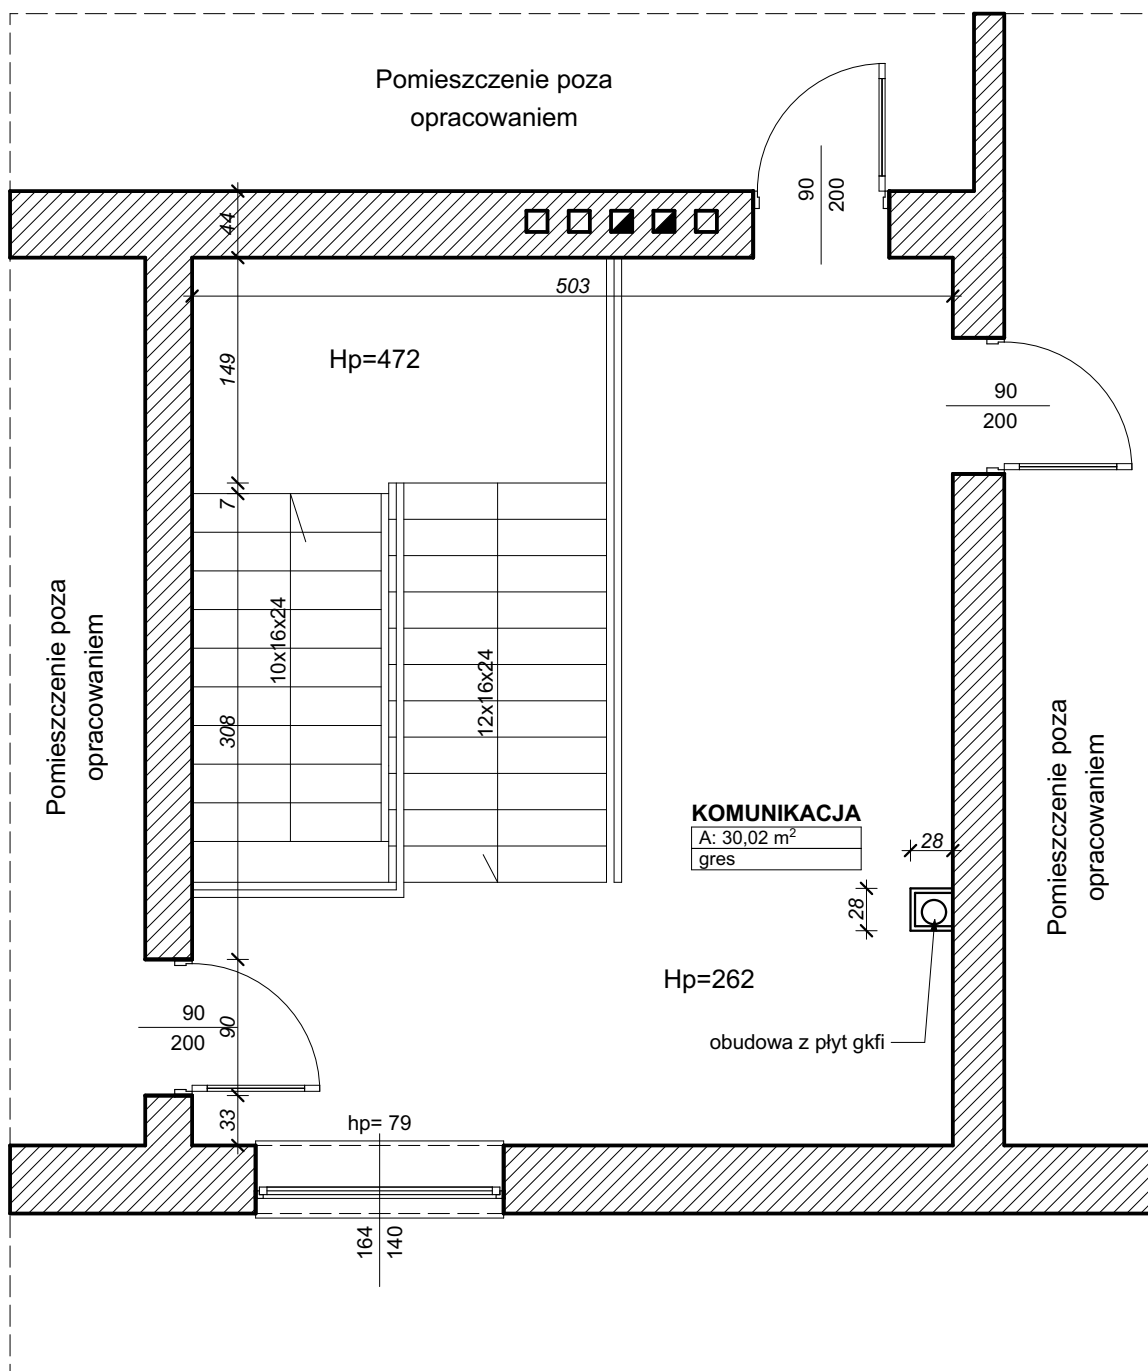 Pomieszczenie poza
opracowaniem
90
200
44
503
149
Hp=472
90
200
7
10x16x24
12x16x24
308
Pomieszczenie poza
opracowaniem
KOMUNIKACJA
A: 30,02 m²
gres
28
28
Pomieszczenie poza
opracowaniem
Hp=262
obudowa z płyt gkfi
90
200
90
33
hp= 79
164
140